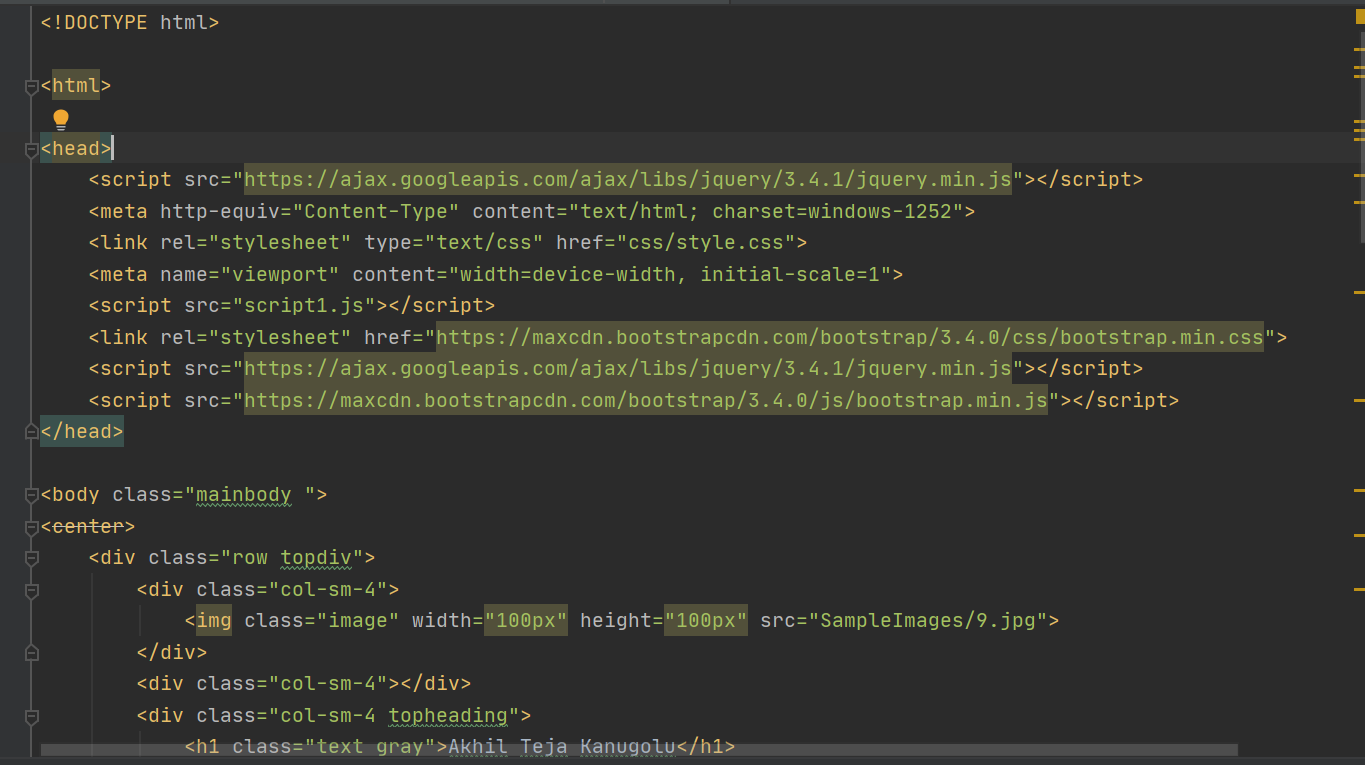 <!DOCTYPE html>
<html>
<head>
<script src="https://ajax.googleapis.com/ajax/libs/jquery/3.4.1/jquery.min.js"></script>
<meta http-equiv="Content-Type" content="text/html; charset=windows-1252">
<link rel="stylesheet" type="text/css" href="css/style.css">
<meta name="viewport" content="width=device-width, initial-scale=1">
<script src="script1.js"></script>
<link rel="stylesheet" href="https://maxcdn.bootstrapcdn.com/bootstrap/3.4.0/css/bootstrap.min.css">
<script src="https://ajax.googleapis.com/ajax/libs/jquery/3.4.1/jquery.min.js"></script>
<script src="https://maxcdn.bootstrapcdn.com/bootstrap/3.4.0/js/bootstrap.min.js"></script>
</head>
<body class="mainbody ">
<center>
<div class="row topdiv">
<div class="col-sm-4">
<img class="image" width="100px" height="100px" src="SampleImages/9.jpg">
</div>
<div class="col-sm-4"></div>
<div class="col-sm-4 topheading">
<h1 class="text gray">Akhil Teja Kanugolu</h1>